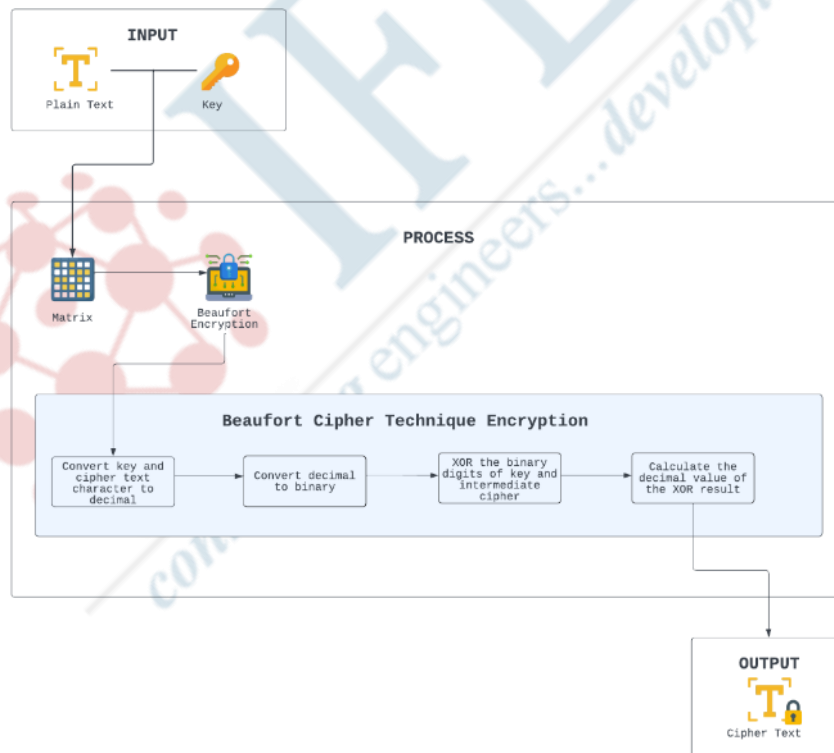 INPUT
Plain Text
Key
PROCESS
Matrix
Beaufort
Encryption
Beaufort Cipher Technique Encryption
Convert key and
cipher text
character to
decimal
Convert decimal
to binary
XOR the binary
digits of key and
intermediate
cipher
Calculate the
decimal value of
the XOR result
OUTPUT
Cipher Text
engineers...developi